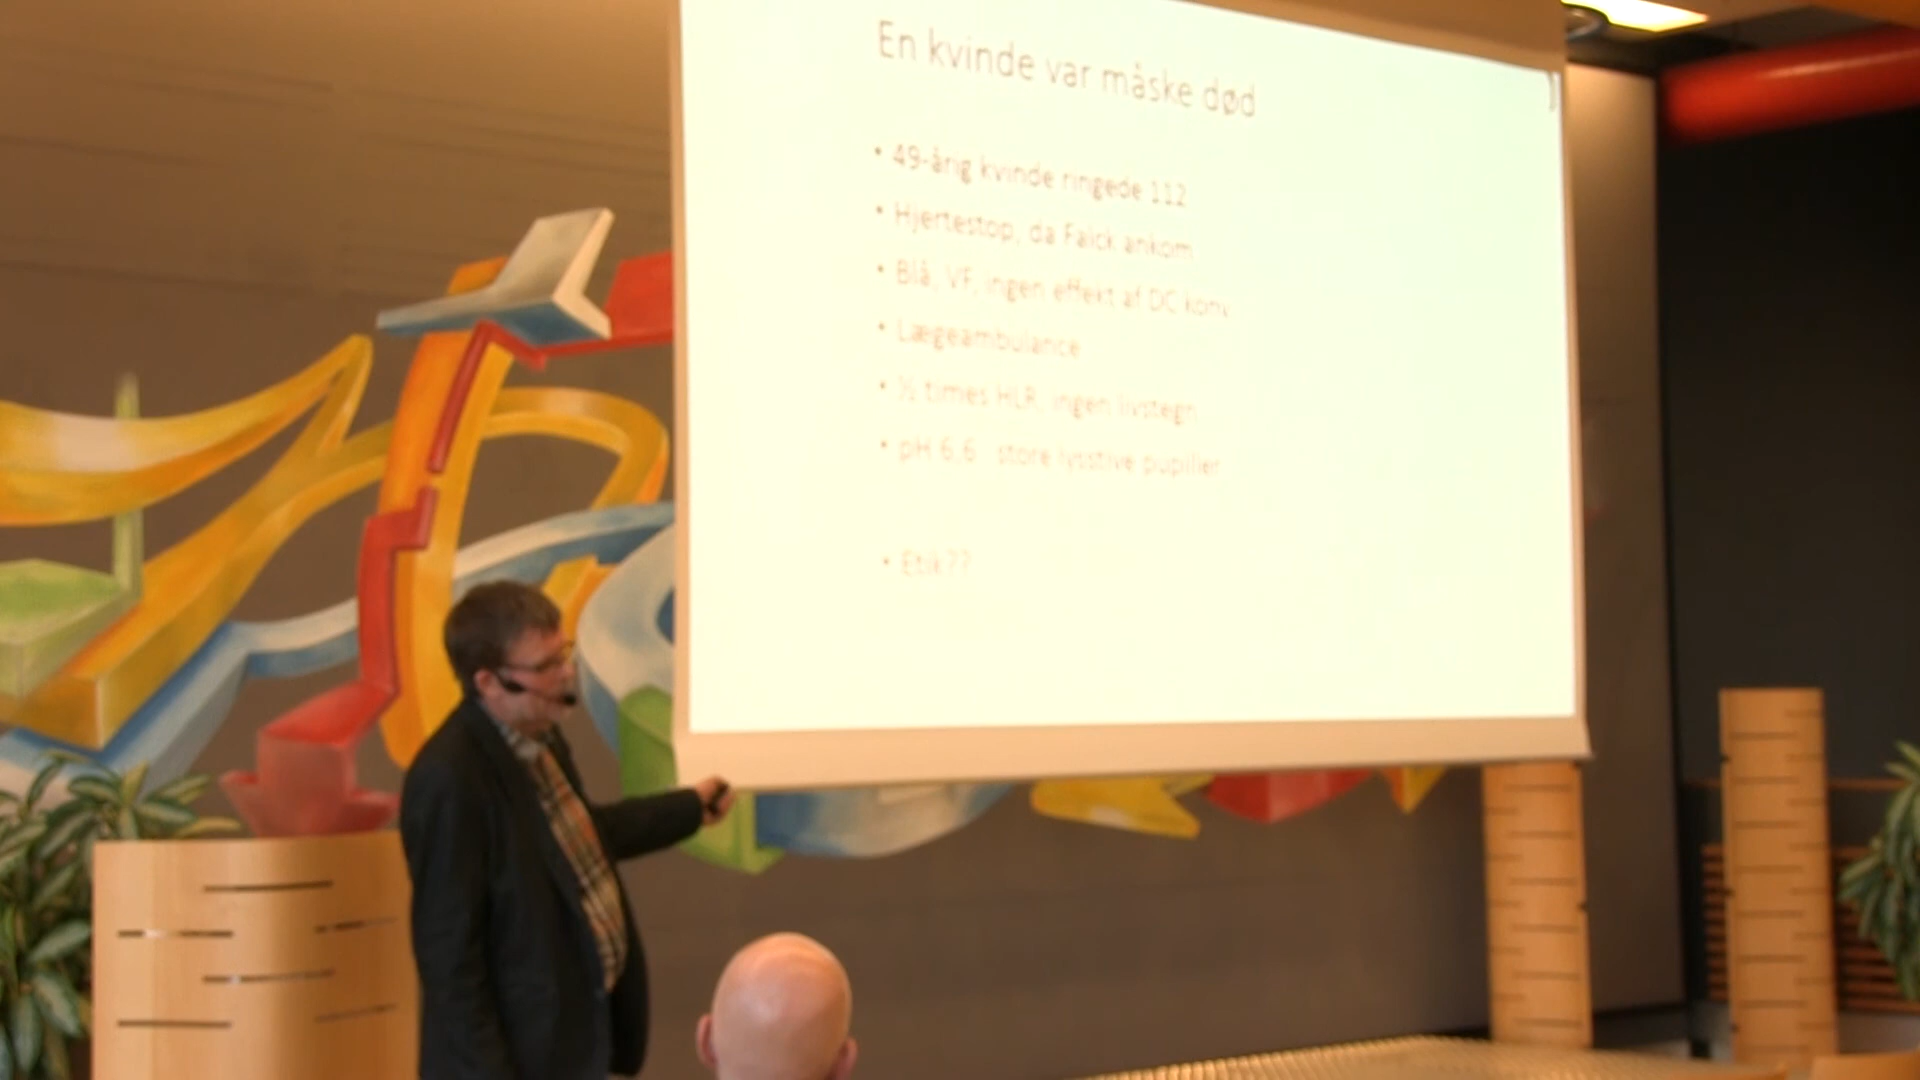 En kvinde var måske død
• 49-årig kvinde ringede 112
• Hjertestop, da Falck ankom
• Blå, VF, ingen effekt af DC konv
• Lægeambulance
• ½ times HLR, ingen livstegn
• pH 6,6 store lysstive pupiller
• Etik??